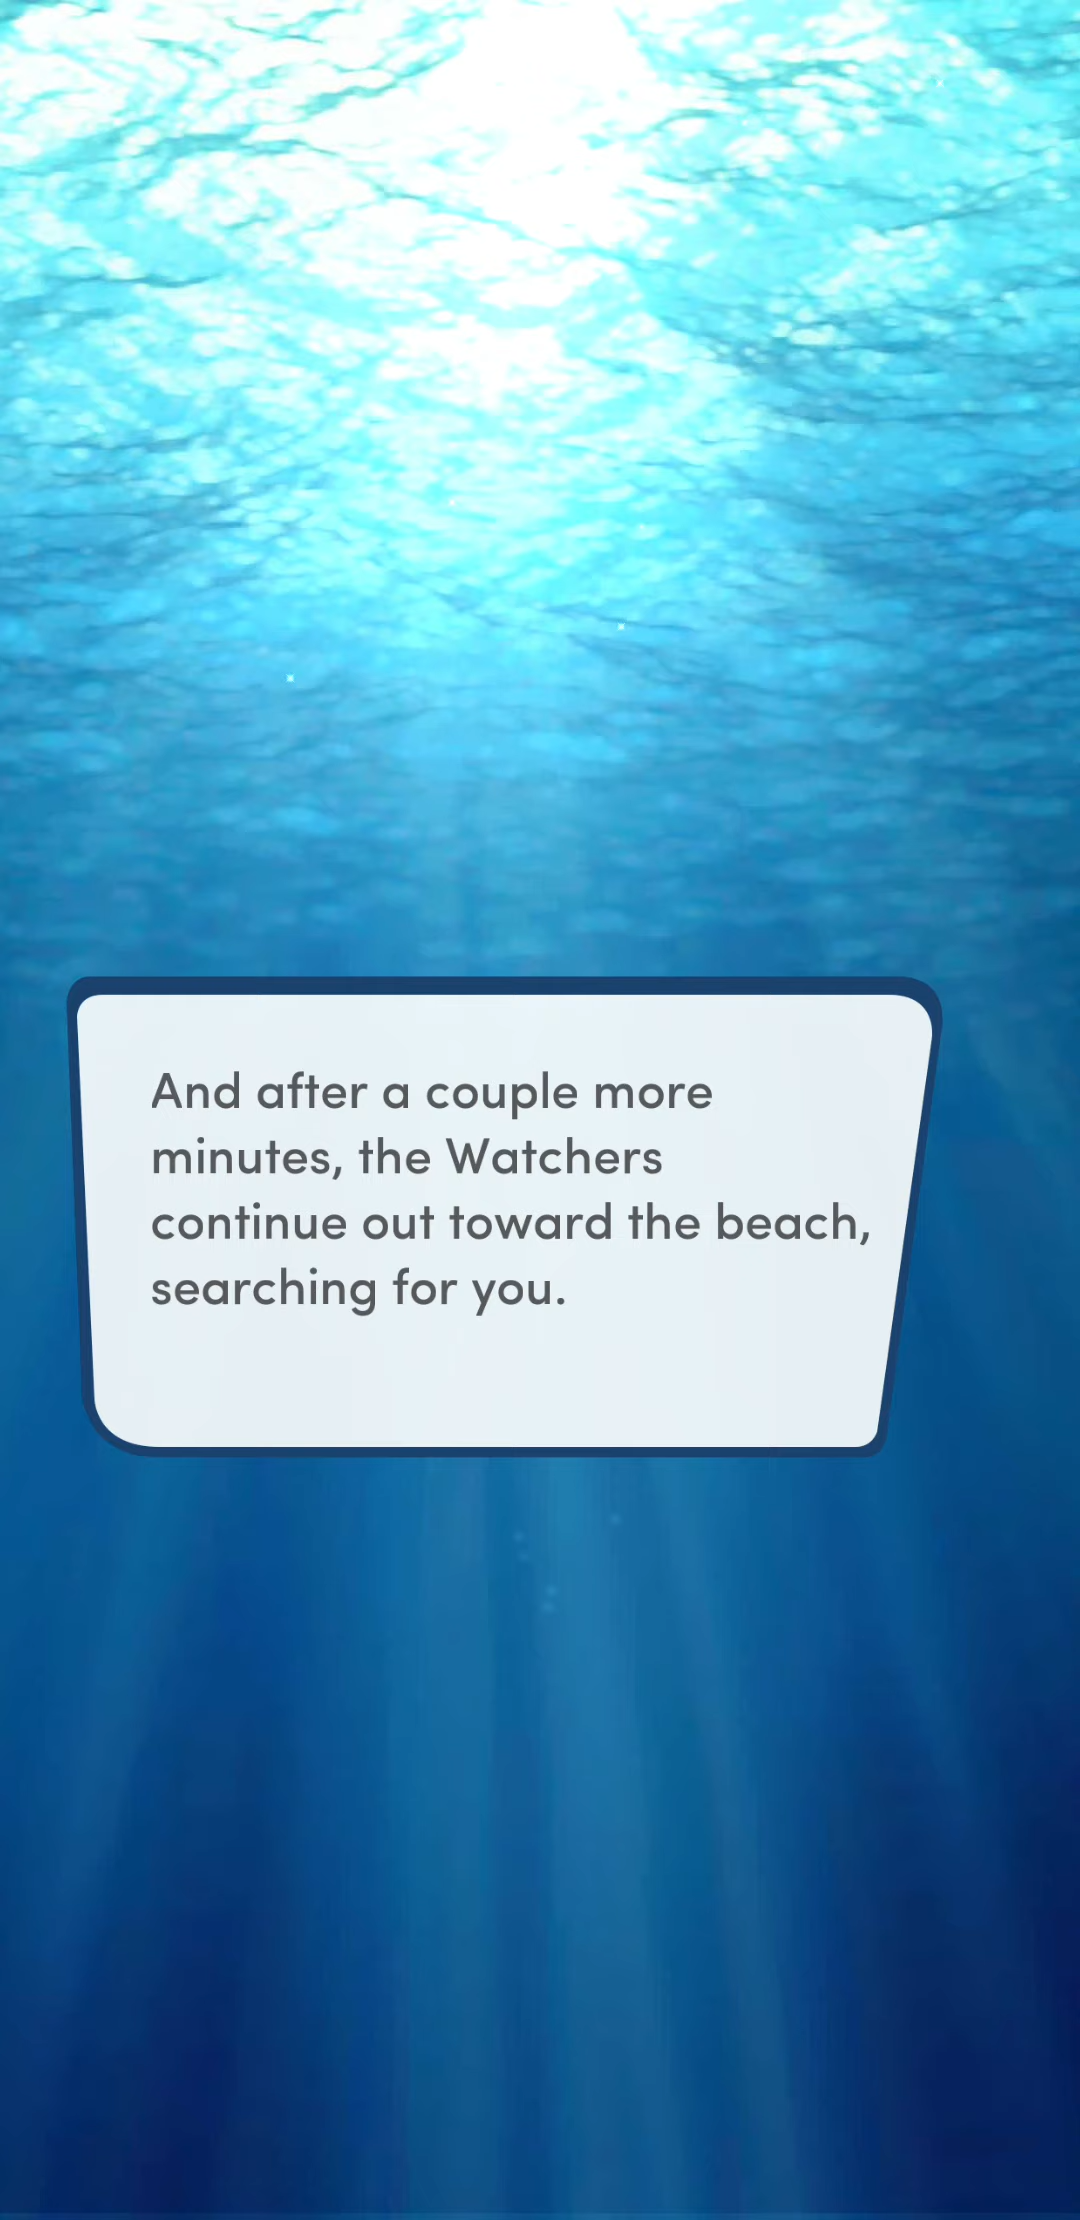 And after a couple more
minutes, the Watchers
continue out toward the beach,
searching for you.